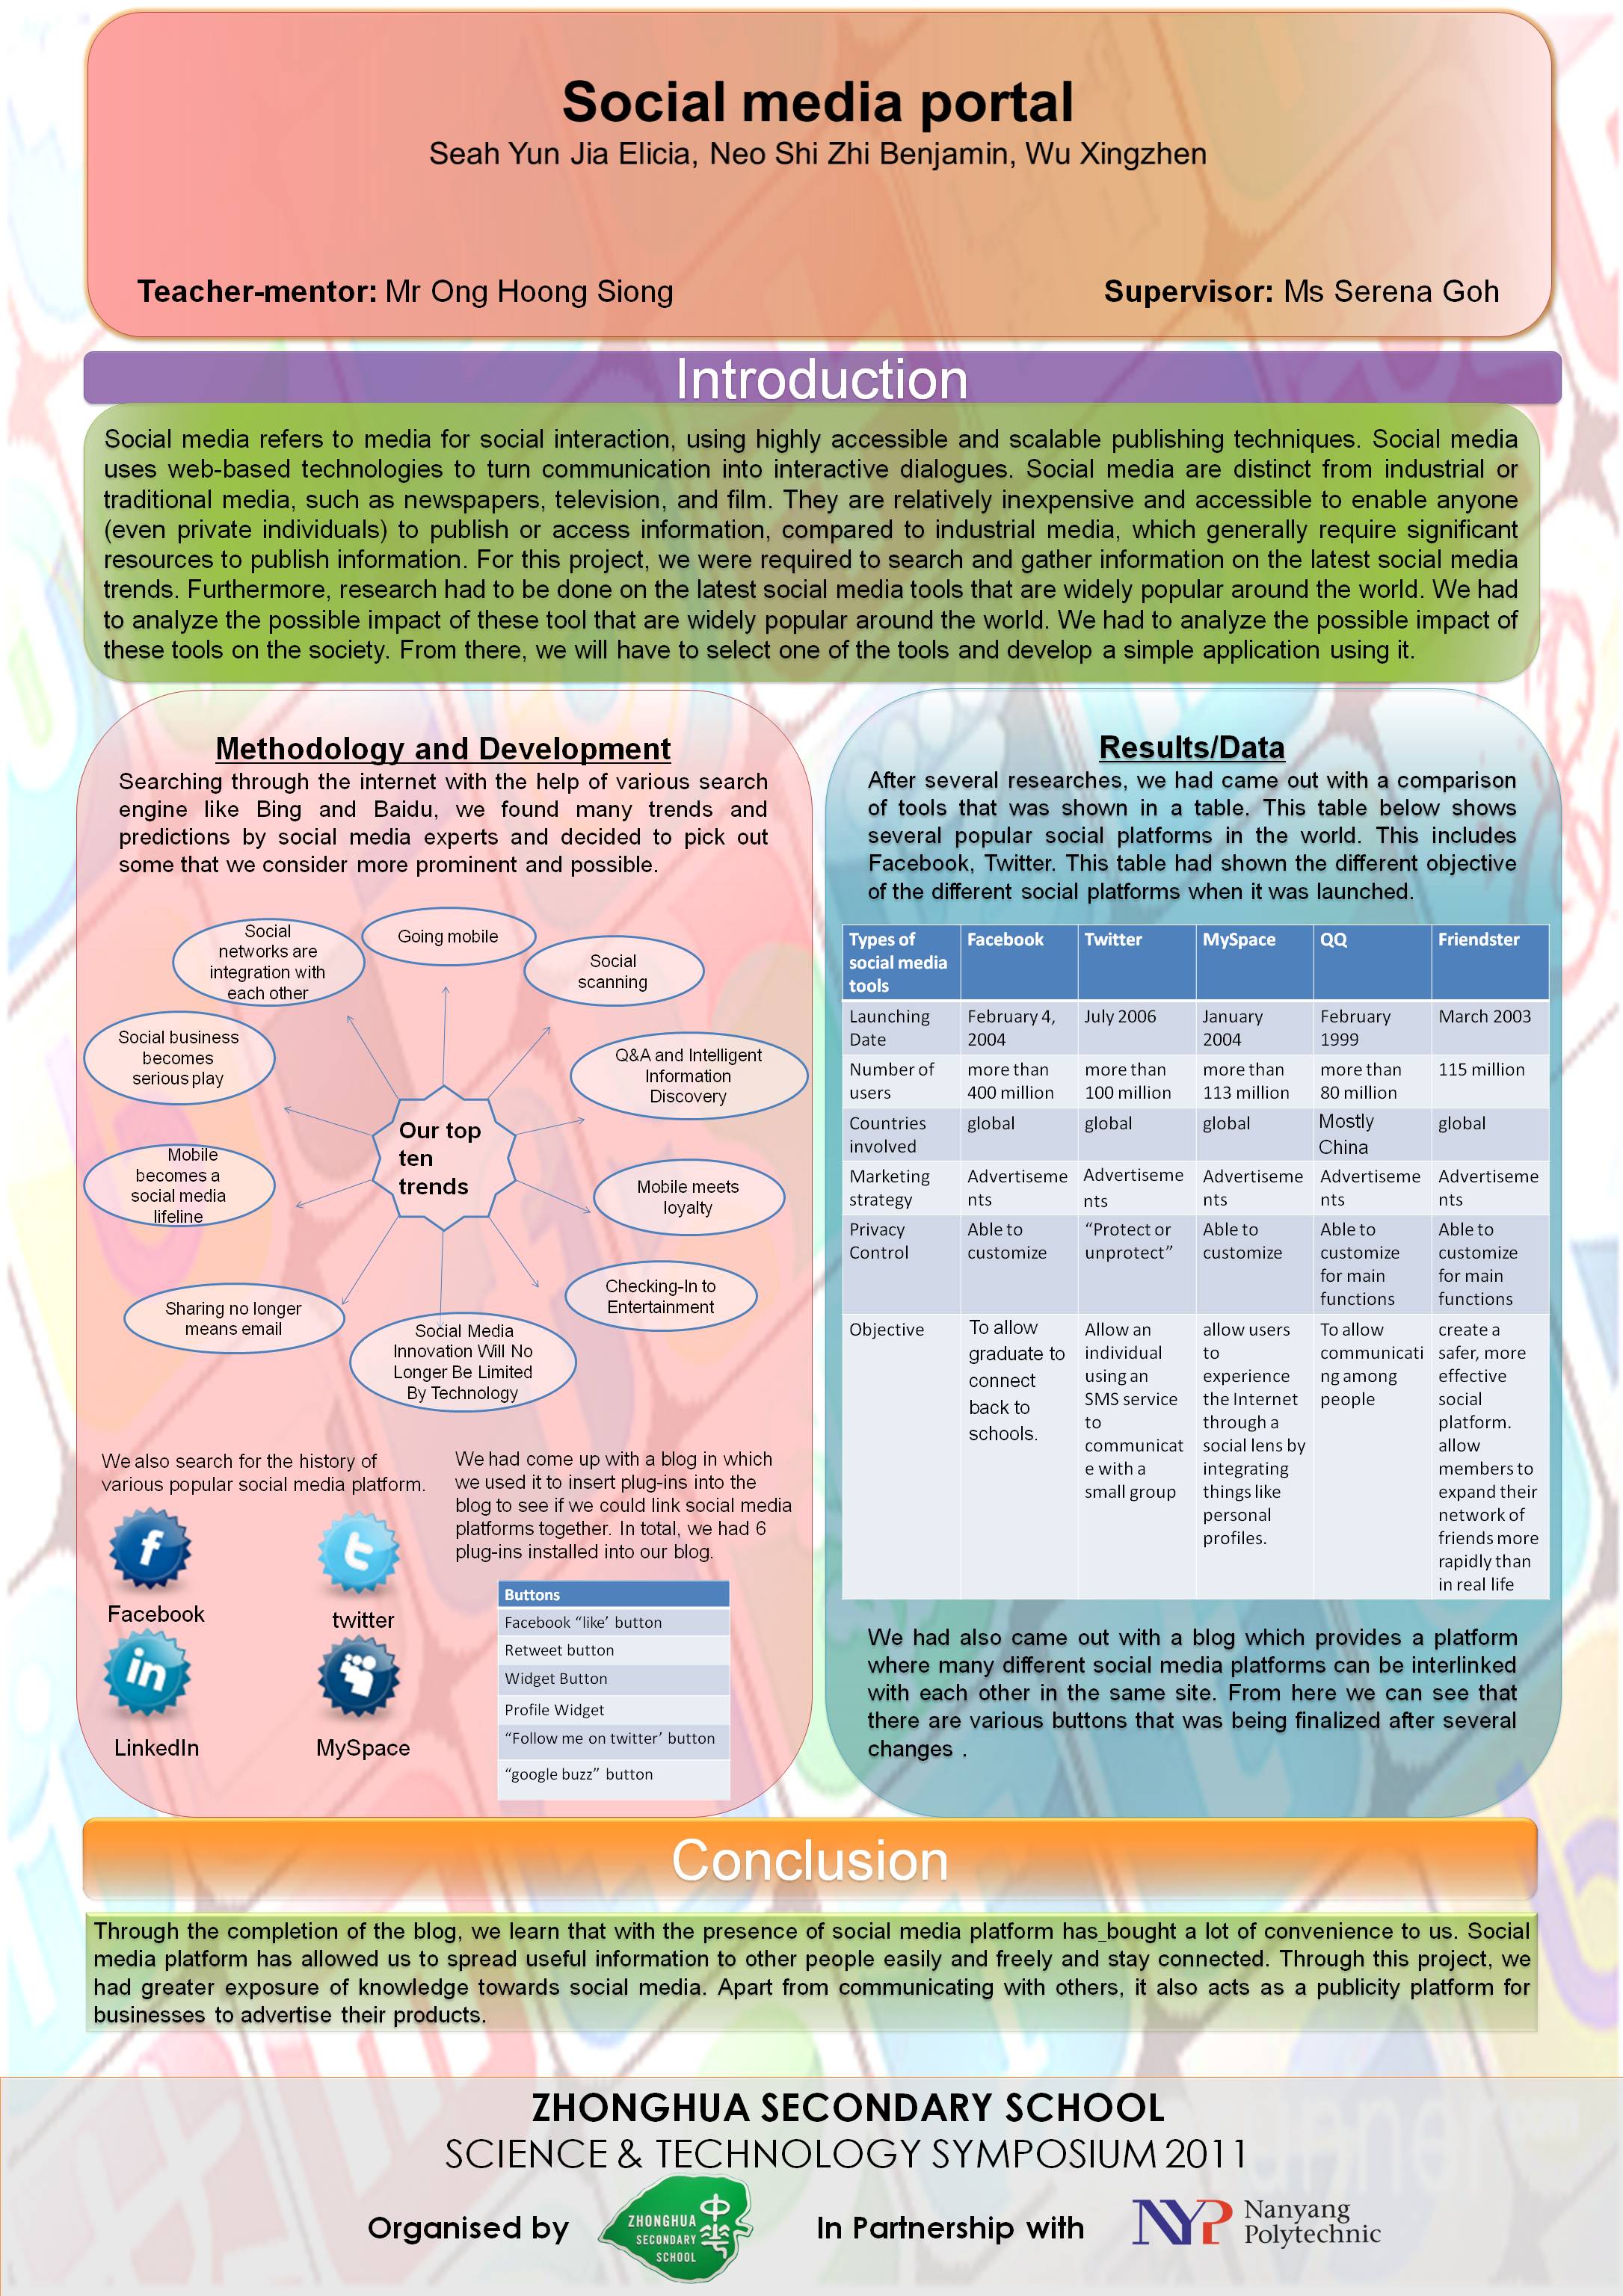 Social media portal
Seah Yun Jia Elicia, Neo Shi Zhi Benjamin, Wu Xingzhen
Teacher-mentor: Mr Ong Hoong Siong
Supervisor: Ms Serena Goh
Introduction
Social media refers to media for social interaction, using highly accessible and scalable publishing techniques. Social media
uses web-based technologies to turn communication into interactive dialogues. Social media are distinct from industrial or
traditional media, such as newspapers, television, and film. They are relatively inexpensive and accessible to enable anyone
(even private individuals) to publish or access information, compared to industrial media, which generally require significant
resources to publish information. For this project, we were required to search and gather information on the latest social media
trends. Furthermore, research had to be done on the latest social media tools that are widely popular around the world. We had
to analyze the possible impact of these tool that are widely popular around the world. We had to analyze the possible impact of
these tools on the society. From there, we will have to select one of the tools and develop a simple application using it.
Methodology and Development
Searching through the internet with the help of various search
engine like Bing and Baidu, we found many trends and
predictions by social media experts and decided to pick out
some that we consider more prominent and possible.
Going mobile
Social
scanning
Q&A and Intelligent
Information
Discovery
Mobile meets
loyalty
Checking-In to
Entertainment
Social Media
Innovation Will No
Longer Be Limited
By Technology
Sharing no longer
means email
Mobile
becomes a
social media
lifeline
Social business
becomes
serious play
Social
networks are
integration with
each other
Our top
ten
trends
We also search for the history of
various popular social media platform.
f
Facebook
t
twitter
in
LinkedIn
MySpace
We had come up with a blog in which
we used it to insert plug-ins into the
blog to see if we could link social media
platforms together. In total, we had 6
plug-ins installed into our blog.
Buttons
Facebook “like’ button
Retweet button
Widget Button
Profile Widget
“Follow me on twitter’ button
“google buzz” button
Results/Data
After several researches, we had came out with a comparison
of tools that was shown in a table. This table below shows
several popular social platforms in the world. This includes
Facebook, Twitter. This table had shown the different objective
of the different social platforms when it was launched.
Types of
social media
tools
Facebook
Twitter
MySpace
QQ
Friendster
Launching
Date
February 4,
2004
July 2006
January
2004
February
1999
March 2003
Number of
users
more than
400 million
more than
100 million
more than
113 million
more than
80 million
115 million
Countries
involved
global
global
global
Mostly
China
global
Marketing
strategy
Advertiseme
nts
Advertiseme
nts
Advertiseme
nts
Advertiseme
nts
Advertiseme
nts
Privacy
Control
Able to
customize
“Protect or
unprotect”
Able to
customize
Able to
customize
for main
functions
Able to
customize
for main
functions
Objective
To allow
graduate to
connect
back to
schools.
Allow an
individual
using an
SMS service
to
communicat
e with a
small group
allow users
to
experience
the Internet
through a
social lens by
integrating
things like
personal
profiles.
To allow
communicati
ng among
people
create a
safer, more
effective
social
platform.
allow
members to
expand their
network of
friends more
rapidly than
in real life
We had also came out with a blog which provides a platform
where many different social media platforms can be interlinked
with each other in the same site. From here we can see that
there are various buttons that was being finalized after several
changes .
Conclusion
Through the completion of the blog, we learn that with the presence of social media platform has bought a lot of convenience to us. Social
media platform has allowed us to spread useful information to other people easily and freely and stay connected. Through this project, we
had greater exposure of knowledge towards social media. Apart from communicating with others, it also acts as a publicity platform for
businesses to advertise their products.
ZHONGHUA SECONDARY SCHOOL
SCIENCE & TECHNOLOGY SYMPOSIUM 2011
Organised by
ZHONGHUA
SECONDARY
SCHOOL
In Partnership with
NYP
Nanyang
Polytechnic